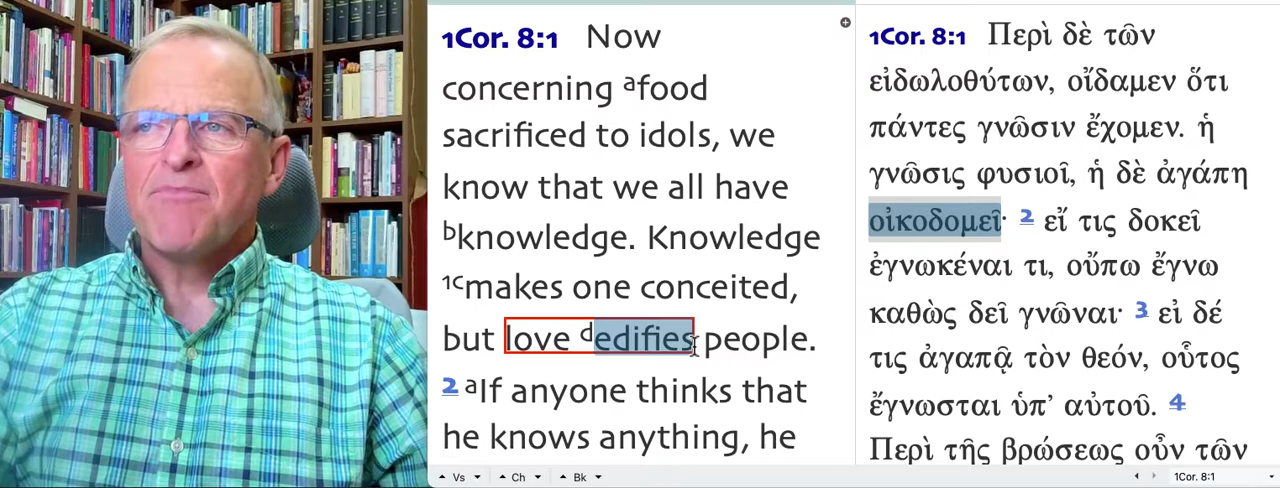 1Cor. 8:1 Now
concerning ᵃfood
sacrificed to idols, we
know that we all have
ᵇknowledge. Knowledge
¹ᶜmakes one conceited,
but love ᵈedifies people.
2 ᵃIf anyone thinks that
he knows anything, he
1Cor. 8:1 Περὶ δὲ τῶν
εἰδωλοθύτων, οἴδαμεν ὅτι
πάντες γνῶσιν ἔχομεν. ἡ
γνῶσις φυσιοῖ, ἡ δὲ ἀγάπη
οἰκοδομεῖ· 2 εἴ τις δοκεῖ
ἐγνωκέναι τι, οὔπω ἔγνω
καθὼς δεῖ γνῶναι· 3 εἰ δέ
τις ἀγαπᾷ τὸν θεόν, οὗτος
ἔγνωσται ὑπ’ αὐτοῦ. 4
Περὶ τῆς βρώσεως οὖν τῶν
Vs Ch Bk
1Cor. 8:1